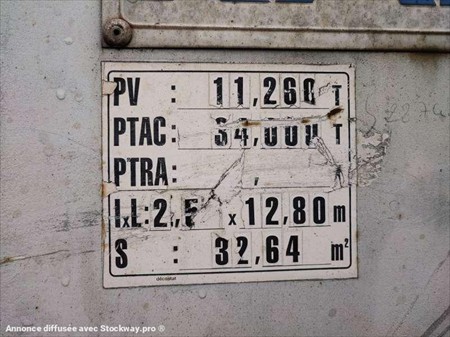 PV : 11,260 T
PTAC : 34,000 T
PTRA: ,
IxL: 2,5 x 12,80 m
S : 32,64 m²
Annonce diffusée avec Stockway.pro ®